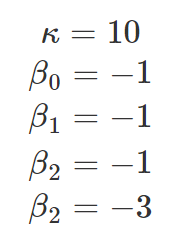 κ = 10
β₀ = −1
β₁ = −1
β₂ = −1
β₂ = −3